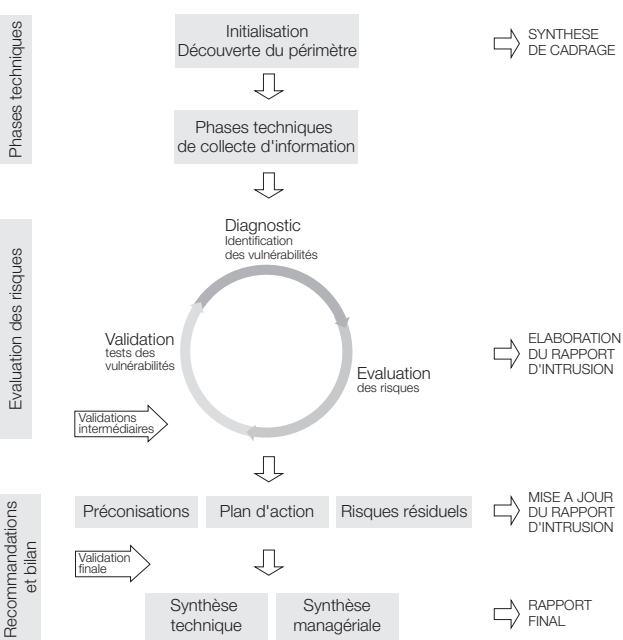 Phases techniques
Initialisation
Découverte du périmètre
SYNTHESE
DE CADRAGE
Phases techniques
de collecte d'information
Evaluation des risques
Diagnostic
Identification
des vulnérabilités
Validation
tests des
vulnérabilités
Evaluation
des risques
ELABORATION
DU RAPPORT
D'INTRUSION
Validations
intermédiaires
Recommandations
et bilan
Préconisations
Plan d'action
Risques résiduels
MISE A JOUR
DU RAPPORT
D'INTRUSION
Validation
finale
Synthèse
technique
Synthèse
managériale
RAPPORT
FINAL